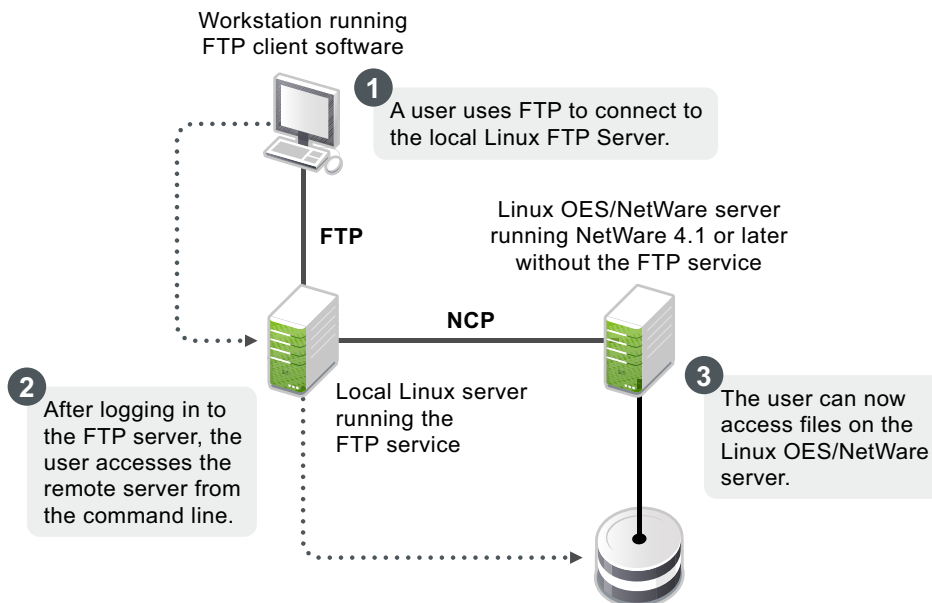 Workstation running
FTP client software
1
A user uses FTP to connect to
the local Linux FTP Server.
Linux OES/NetWare server
running NetWare 4.1 or later
without the FTP service
FTP
NCP
2
After logging in to
the FTP server, the
user accesses the
remote server from
the command line.
Local Linux server
running the
FTP service
3
The user can now
access files on the
Linux OES/NetWare
server.